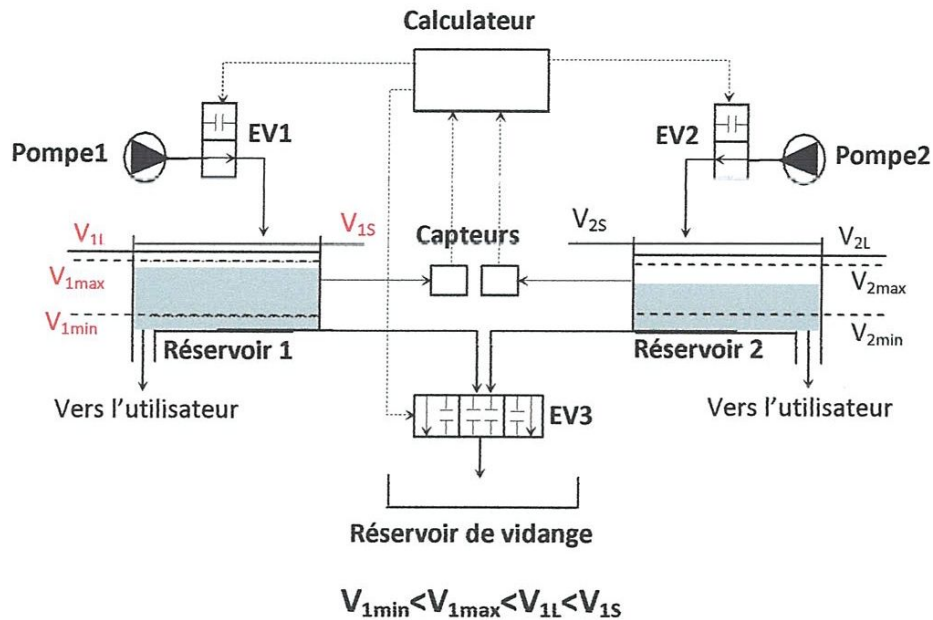 Calculateur
EV1
EV2
Pompe1
Pompe2
V1l
V1S
Capteurs
V2S
V2L
V1max
V2max
V1min
V2min
Réservoir 1
Réservoir 2
Vers l'utilisateur
Vers l'utilisateur
EV3
Réservoir de vidange
V1min<V1max<V1L<V1S